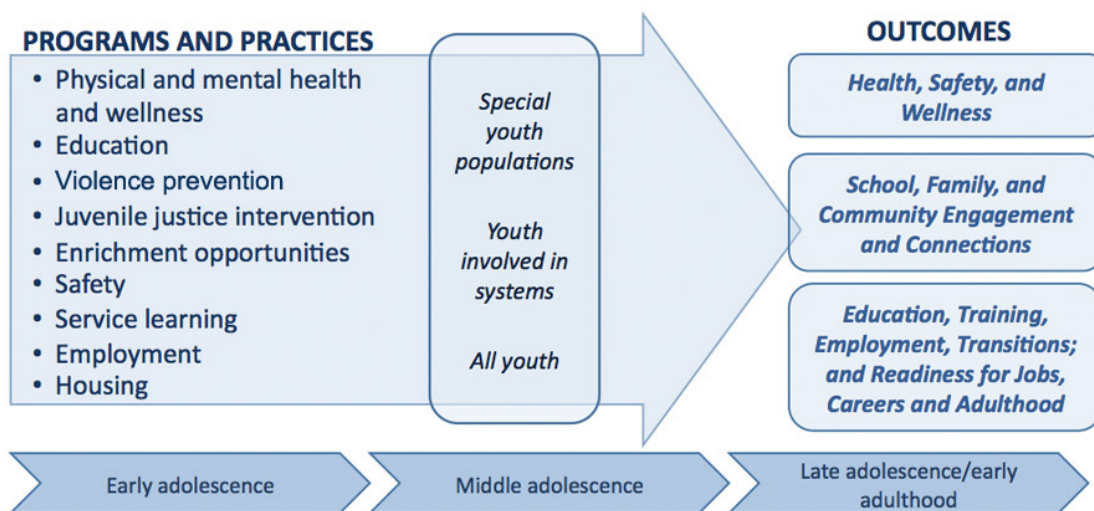 PROGRAMS AND PRACTICES
• Physical and mental health
and wellness
• Education
• Violence prevention
• Juvenile justice intervention
• Enrichment opportunities
• Safety
• Service learning
• Employment
• Housing
Special
youth
populations
Youth
involved in
systems
All youth
OUTCOMES
Health, Safety, and
Wellness
School, Family, and
Community Engagement
and Connections
Education, Training,
Employment, Transitions;
and Readiness for Jobs,
Careers and Adulthood
Early adolescence
Middle adolescence
Late adolescence/early
adulthood